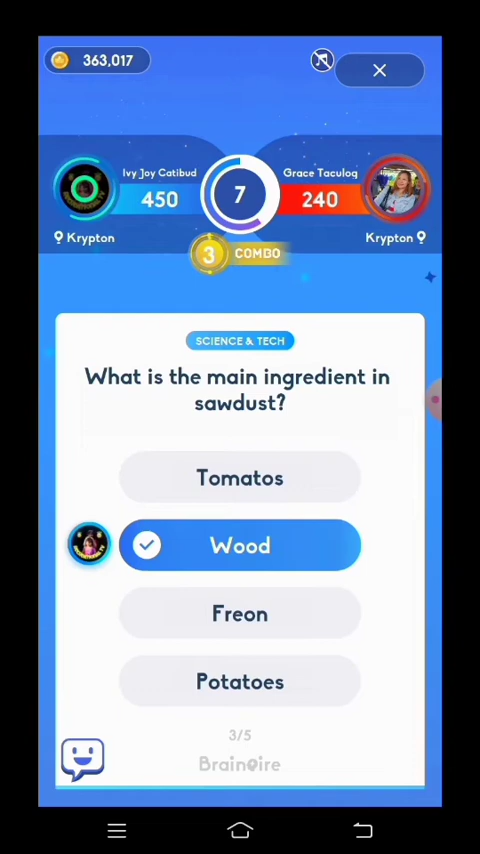 363,017
Ivy Joy Catibud
Grace Taculoq
450
7
240
Krypton
Krypton
3 COMBO
SCIENCE & TECH
What is the main ingredient in
sawdust?
Tomatos
Wood
Freon
Potatoes
3/5
Brainoire